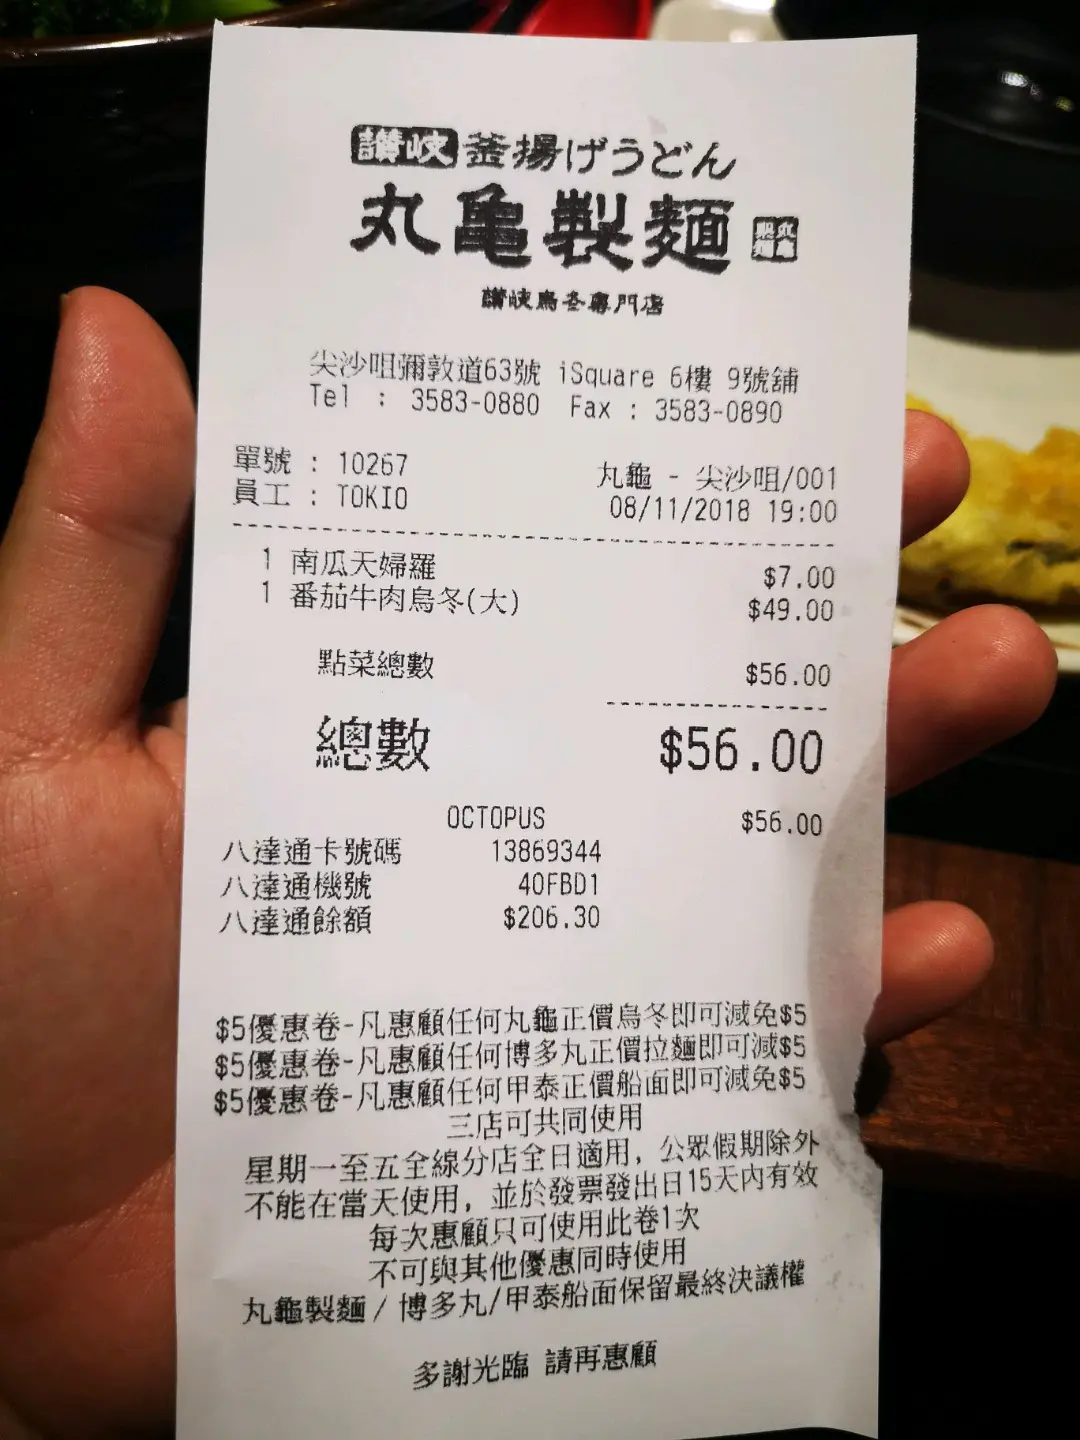 讃岐釜揚げうどん
丸亀製麺
丸亀製麺
讃岐烏冬專門店
尖沙咀彌敦道63號 iSquare 6樓 9號舖
Tel : 3583-0880 Fax : 3583-0890
單號 : 10267 丸龜 - 尖沙咀/001
員工 : TOKIO 08/11/2018 19:00
1 南瓜天婦羅 $7.00
1 番茄牛肉烏冬(大) $49.00
點菜總數 $56.00
總數 $56.00
OCTOPUS $56.00
八達通卡號碼 13869344
八達通機號 40FBD1
八達通餘額 $206.30
$5優惠卷-凡惠顧任何丸龜正價烏冬即可減免$5
$5優惠卷-凡惠顧任何博多丸正價拉麵即可減$5
$5優惠卷-凡惠顧任何甲泰正價船面即可減免$5
三店可共同使用
星期一至五全線分店全日適用, 公眾假期除外
不能在當天使用, 並於發票發出日15天內有效
每次惠顧只可使用此卷1次
不可與其他優惠同時使用
丸龜製麵 / 博多丸/甲泰船面保留最終決議權
多謝光臨 請再惠顧